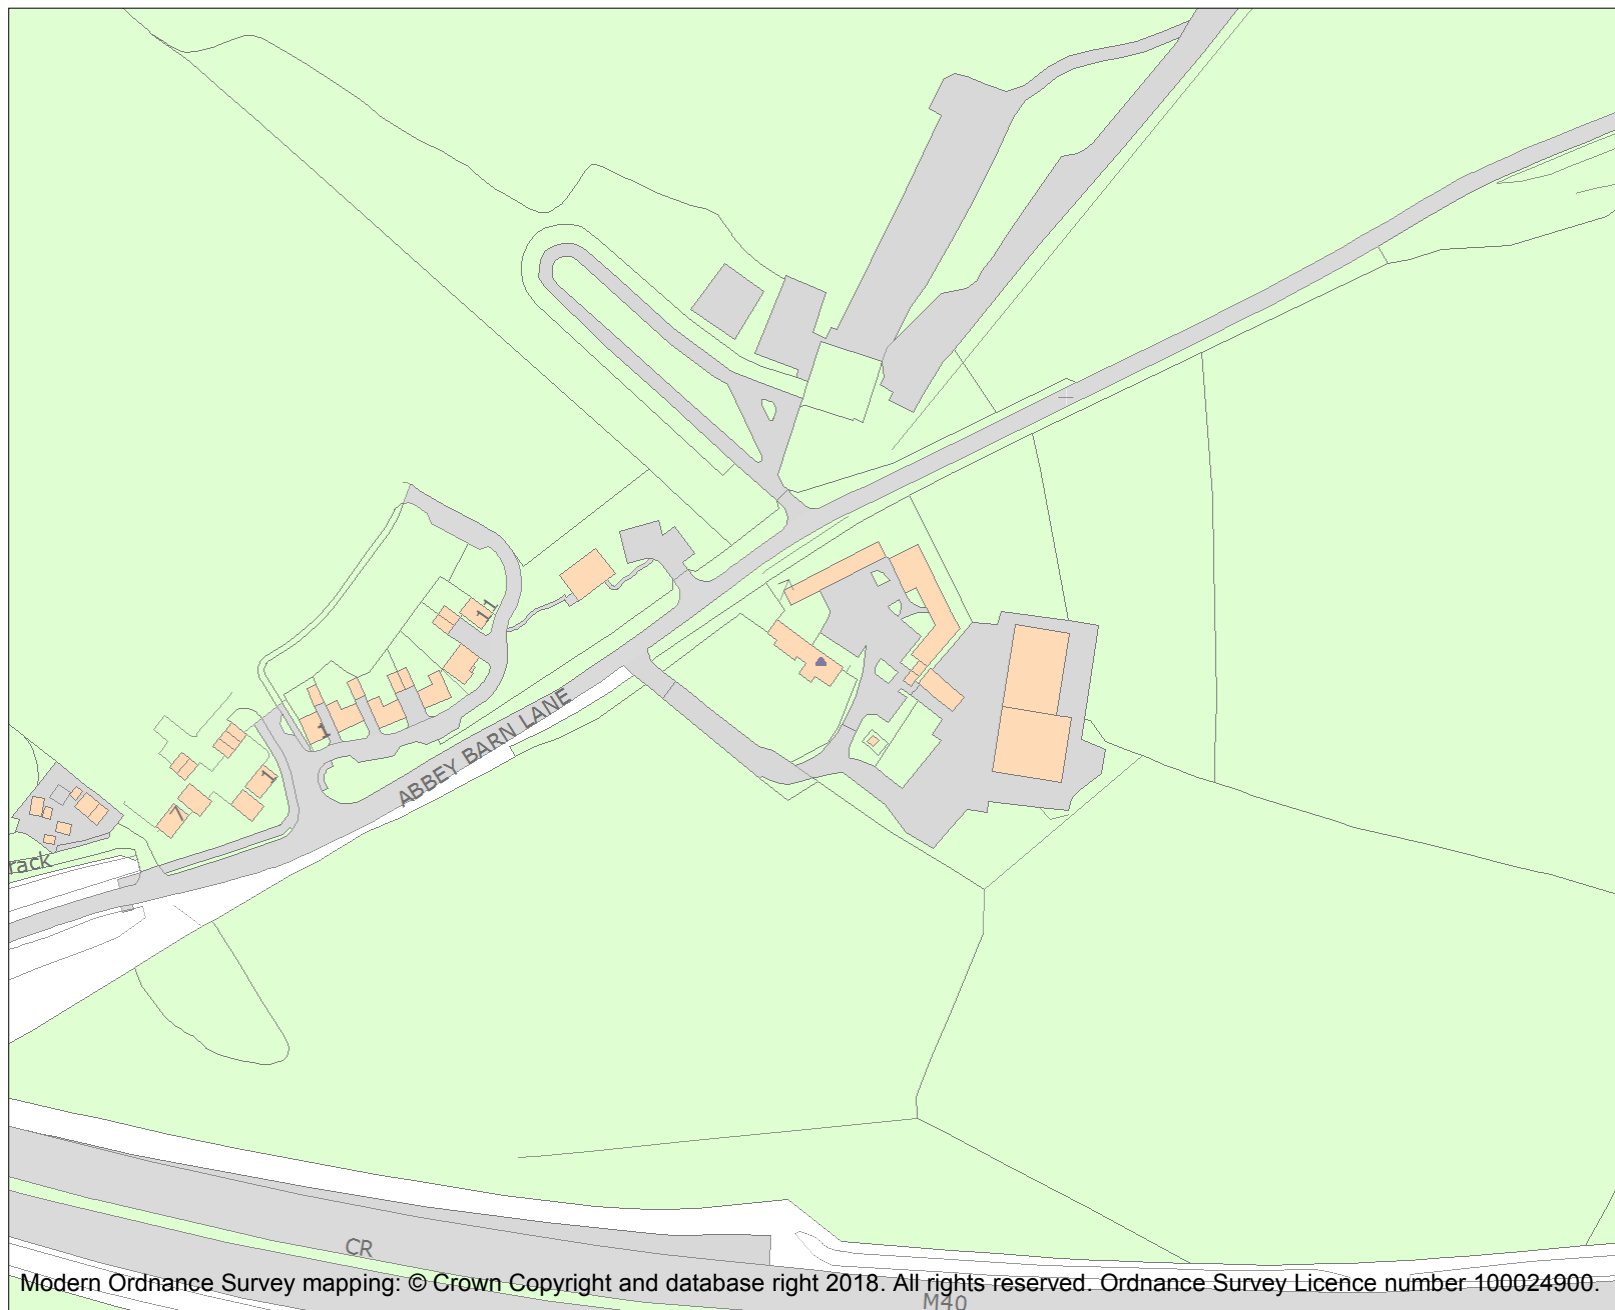 11
1
ABBEY BARN LANE
1
7
rack
CR
Modern Ordnance Survey mapping: © Crown Copyright and database right 2018. All rights reserved. Ordnance Survey Licence number 100024900.
M40